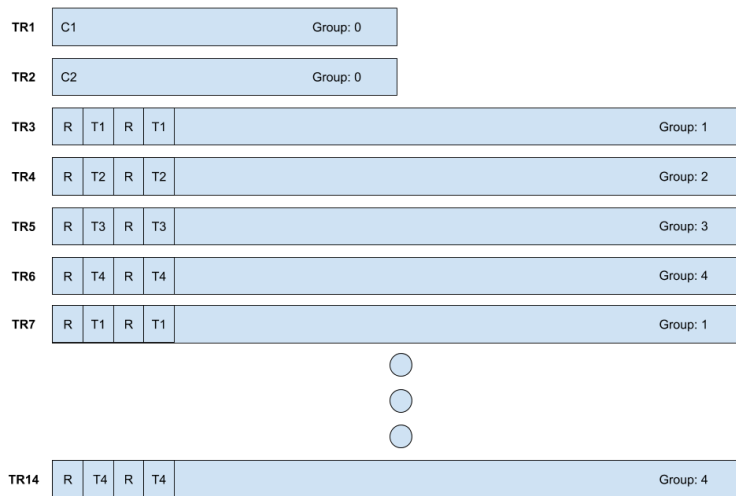 TR1 C1 Group: 0
TR2 C2 Group: 0
TR3 R T1 R T1 Group: 1
TR4 R T2 R T2 Group: 2
TR5 R T3 R T3 Group: 3
TR6 R T4 R T4 Group: 4
TR7 R T1 R T1 Group: 1
TR14 R T4 R T4 Group: 4